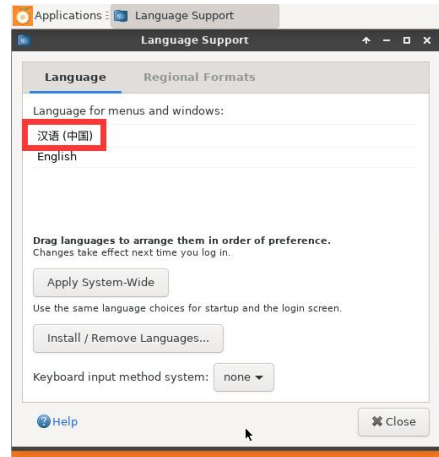 Applications
Language Support
Language Support
Language
Regional Formats
Language for menus and windows:
汉语 (中国)
English
Drag languages to arrange them in order of preference.
Changes take effect next time you log in.
Apply System-Wide
Use the same language choices for startup and the login screen.
Install / Remove Languages...
Keyboard input method system:
none
Help
Close